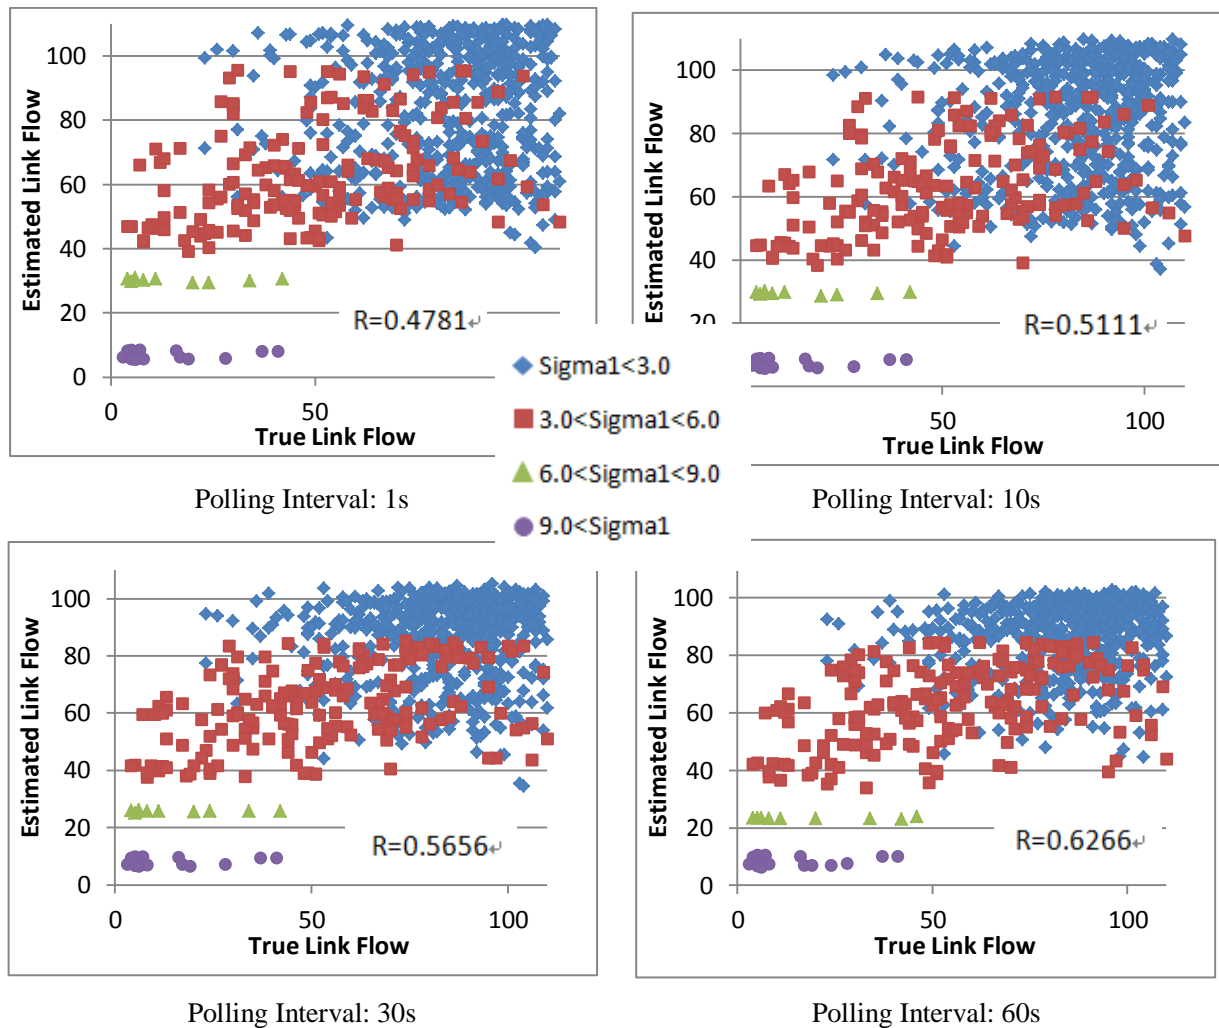 Estimated Link Flow
100
80
60
40
20
0
0
50
R=0.4781↵
True Link Flow
Polling Interval: 1s
Estimated Link Flow
100
80
60
40
20
50
100
R=0.5111↵
True Link Flow
Polling Interval: 10s
Sigma1<3.0
3.0<Sigma1<6.0
6.0<Sigma1<9.0
9.0<Sigma1
Estimated Link Flow
100
80
60
40
20
0
0
50
100
R=0.5656↵
True Link Flow
Polling Interval: 30s
Estimated Link Flow
100
80
60
40
20
0
0
50
100
R=0.6266↵
True Link Flow
Polling Interval: 60s